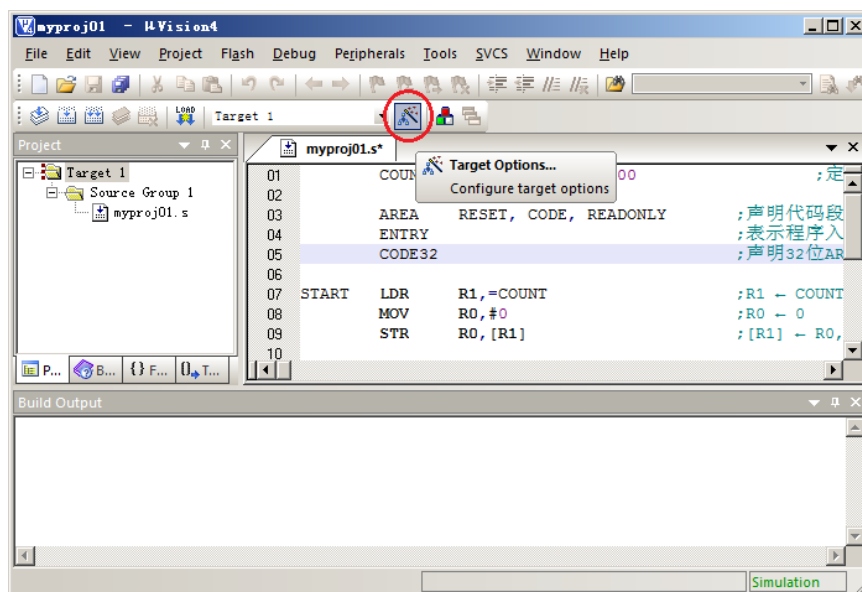 myproj01 - µVision4
File Edit View Project Flash Debug Peripherals Tools SVCS Window Help
LOAD Target 1
Project
myproj01.s*
Target 1
Source Group 1
myproj01.s
Target Options...
Configure target options
01 COUN 00 ;定
02
03 AREA RESET, CODE, READONLY ;声明代码段
04 ENTRY ;表示程序入
05 CODE32 ;声明32位AR
06
07 START LDR R1,=COUNT ;R1 ← COUNT
08 MOV R0,#0 ;R0 ← 0
09 STR R0,[R1] ;[R1] ← R0,
10
P... B... {} F... 0 T...
Build Output
Simulation